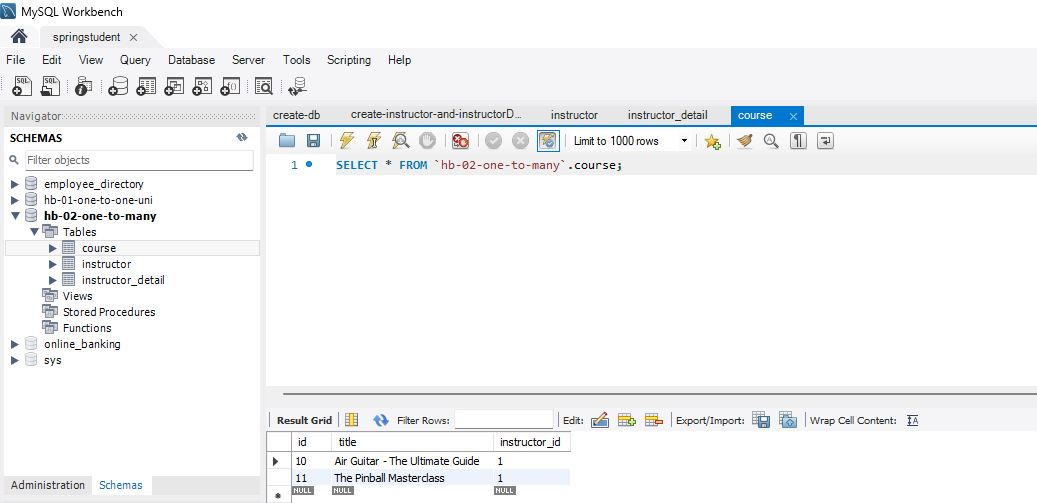 MySQL Workbench
springstudent
File Edit View Query Database Server Tools Scripting Help
Navigator
SCHEMAS
Filter objects
employee_directory
hb-01-one-to-one-uni
hb-02-one-to-many
Tables
course
instructor
instructor_detail
Views
Stored Procedures
Functions
online_banking
sys
Administration Schemas
create-db create-instructor-and-instructorD... instructor instructor_detail course
Limit to 1000 rows
1 SELECT * FROM `hb-02-one-to-many`.course;
Result Grid Filter Rows: Edit: Export/Import: Wrap Cell Content: IA
id title instructor_id
10 Air Guitar - The Ultimate Guide 1
11 The Pinball Masterclass 1
NULL NULL NULL